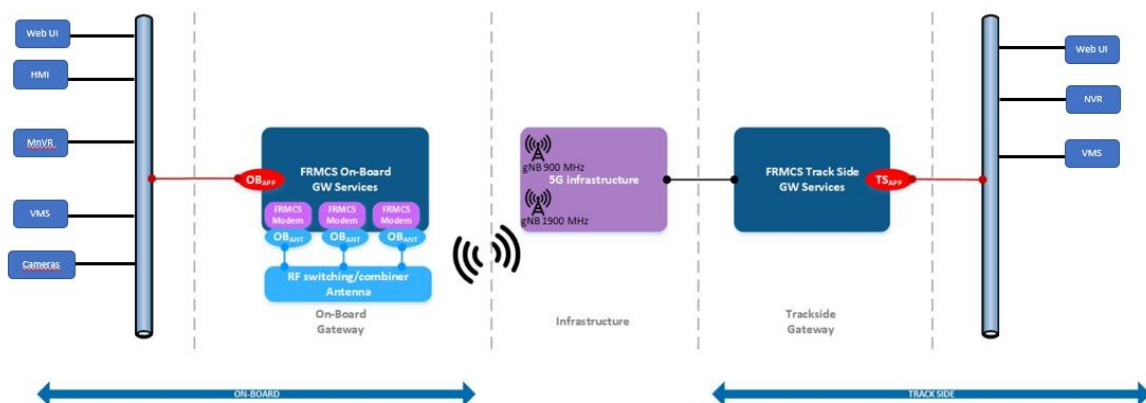 Web UI
HMI
MnVR
VMS
Cameras
OBAPP
FRMCS On-Board
GW Services
FRMCS
Modem
FRMCS
Modem
FRMCS
Modem
OBANT
OBANT
OBANT
RF switching/combiner
Antenna
On-Board
Gateway
gNB 900 MHz
5G infrastructure
gNB 1900 MHz
Infrastructure
FRMCS Track Side
GW Services
TSAPP
Trackside
Gateway
Web UI
NVR
VMS
ON-BOARD
TRACK SIDE